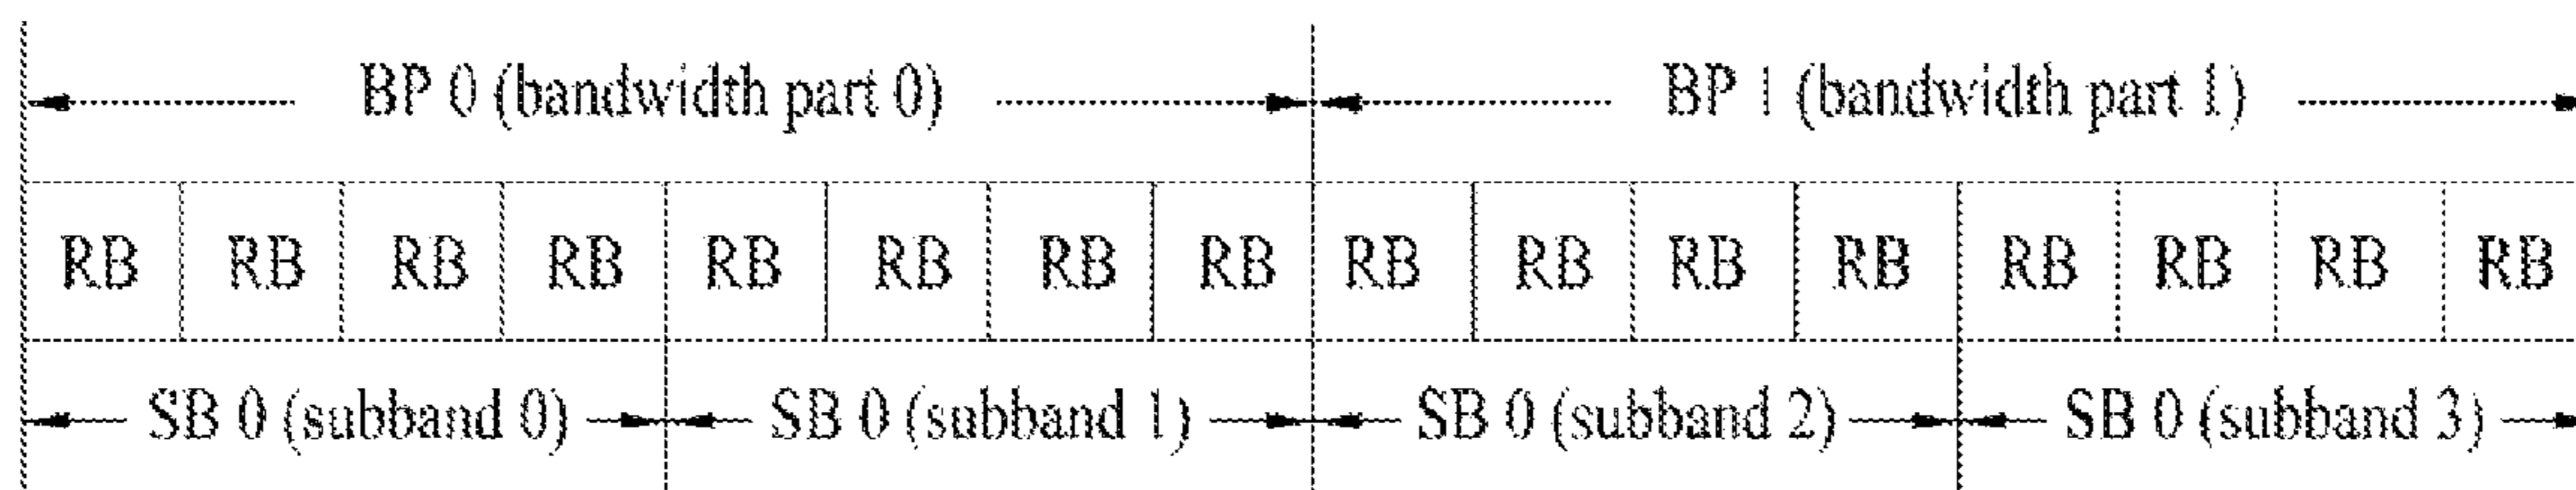 BP 0 (bandwidth part 0) BP 1 (bandwidth part 1)
RB RB RB RB RB RB RB RB RB RB RB RB RB RB RB RB
SB 0 (subband 0) SB 0 (subband 1) SB 0 (subband 2) SB 0 (subband 3)